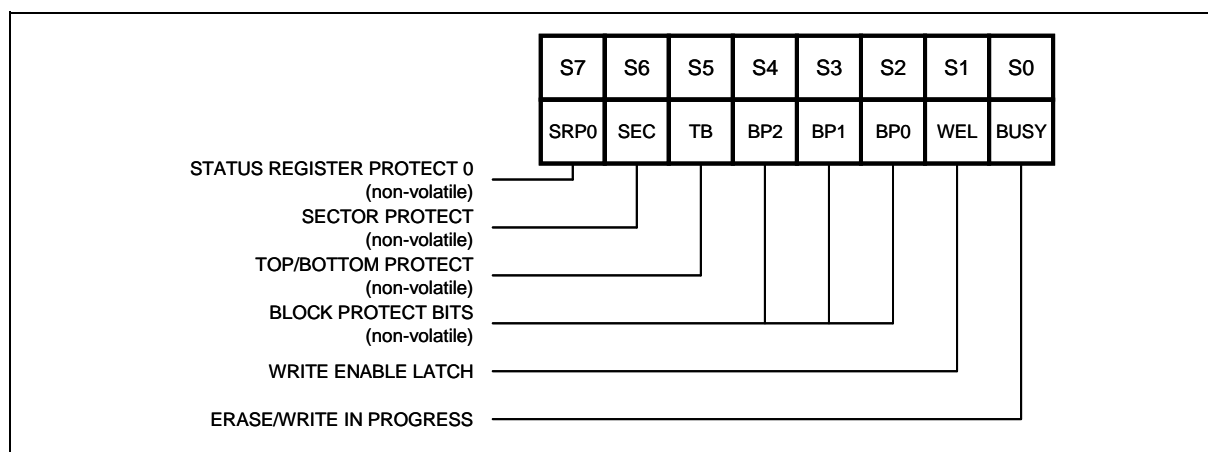 S7 S6 S5 S4 S3 S2 S1 S0
SRP0 SEC TB BP2 BP1 BP0 WEL BUSY
STATUS REGISTER PROTECT 0
(non-volatile)
SECTOR PROTECT
(non-volatile)
TOP/BOTTOM PROTECT
(non-volatile)
BLOCK PROTECT BITS
(non-volatile)
WRITE ENABLE LATCH
ERASE/WRITE IN PROGRESS